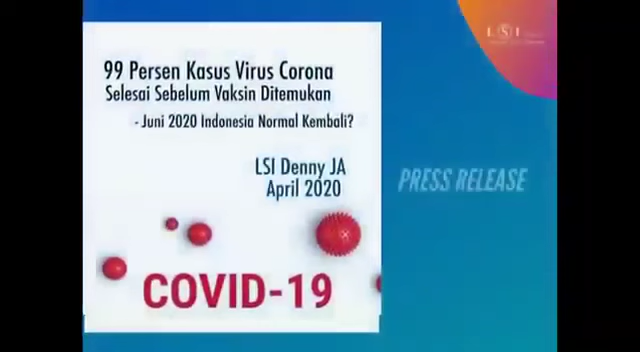 99 Persen Kasus Virus Corona
Selesai Sebelum Vaksin Ditemukan
- Juni 2020 Indonesia Normal Kembali?
LSI Denny JA
April 2020
COVID-19
PRESS RELEASE
LSI